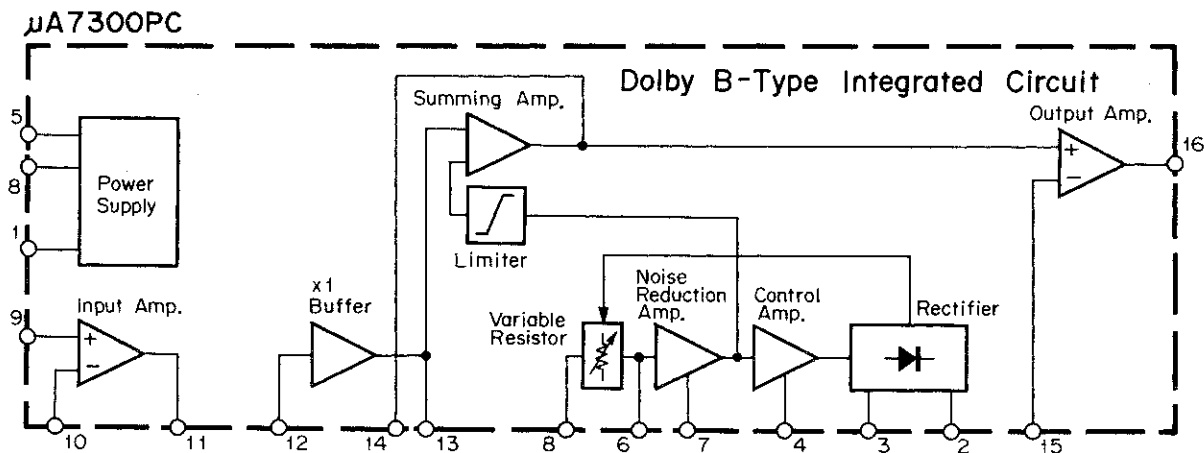 μA7300PC
Dolby B-Type Integrated Circuit
Summing Amp.
Output Amp.
5
+
16
8
Power
Supply
−
1
Limiter
Input Amp.
x1
Buffer
Noise
Reduction
Amp.
Control
Amp.
Rectifier
9
+
Variable
Resistor
−
10
11
12
14
13
8
6
7
4
3
2
15